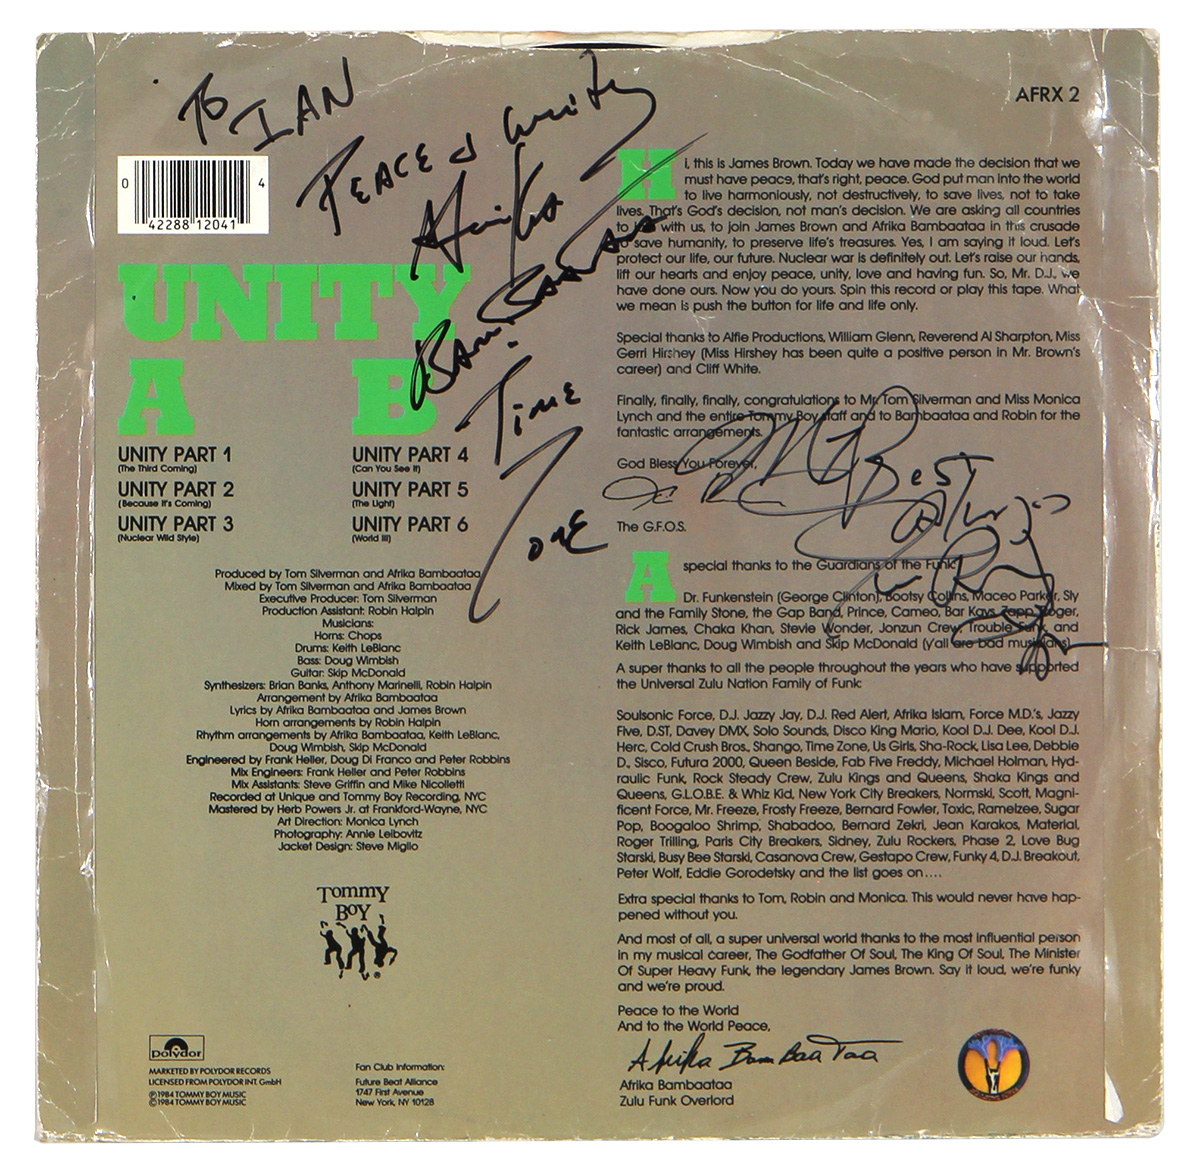 TO IAN
PEACE & Unity
Afrika
BamBaataa
Time
Zone
AFRX 2
0
4
42288 12041
UNITY
A
B
UNITY PART 1
(The Third Coming)
UNITY PART 2
(Because It's Coming)
UNITY PART 3
(Nuclear Wild Style)
UNITY PART 4
(Can You See It)
UNITY PART 5
(The Light)
UNITY PART 6
(World III)
Produced by Tom Silverman and Afrika Bambaataa
Mixed by Tom Silverman and Afrika Bambaataa
Executive Producer: Tom Silverman
Production Assistant: Robin Halpin
Musicians:
Horns: Chops
Drums: Keith LeBlanc
Bass: Doug Wimbish
Guitar: Skip McDonald
Synthesizers: Brian Banks, Anthony Marinelli, Robin Halpin
Arrangement by Afrika Bambaataa
Lyrics by Afrika Bambaataa and James Brown
Horn arrangements by Robin Halpin
Rhythm arrangements by Afrika Bambaataa, Keith LeBlanc,
Doug Wimbish, Skip McDonald
Engineered by Frank Heller, Doug Di Franco and Peter Robbins
Mix Engineers: Frank Heller and Peter Robbins
Mix Assistants: Steve Griffin and Mike Nicolletti
Recorded at Unique and Tommy Boy Recording, NYC
Mastered by Herb Powers Jr. at Frankford-Wayne, NYC
Art Direction: Monica Lynch
Photography: Annie Leibovitz
Jacket Design: Steve Miglio
TOMMY
BOY
®
polydor
MARKETED BY POLYDOR RECORDS
LICENSED FROM POLYDOR INT. GmbH
℗ 1984 TOMMY BOY MUSIC
© 1984 TOMMY BOY MUSIC
Fan Club Information:
Future Beat Alliance
1747 First Avenue
New York, NY 10128
Hi, this is James Brown. Today we have made the decision that we
must have peace, that's right, peace. God put man into the world
to live harmoniously, not destructively, to save lives, not to take
lives. That's God's decision, not man's decision. We are asking all countries
to join with us, to join James Brown and Afrika Bambaataa in this crusade
to save humanity, to preserve life's treasures. Yes, I am saying it loud. Let's
protect our life, our future. Nuclear war is definitely out. Let's raise our hands,
lift our hearts and enjoy peace, unity, love and having fun. So, Mr. D.J., we
have done ours. Now you do yours. Spin this record or play this tape. What
we mean is push the button for life and life only.
Special thanks to Alfie Productions, William Glenn, Reverend Al Sharpton, Miss
Gerri Hirshey (Miss Hirshey has been quite a positive person in Mr. Brown's
career) and Cliff White.
Finally, finally, finally, congratulations to Mr. Tom Silverman and Miss Monica
Lynch and the entire Tommy Boy staff and to Bambaataa and Robin for the
fantastic arrangements.
God Bless You Forever,
BEST
The G.F.O.S.
A special thanks to the Guardians of the Funk:
Dr. Funkenstein (George Clinton), Bootsy Collins, Maceo Parker, Sly
and the Family Stone, the Gap Band, Prince, Cameo, Bar Kays, Zapp, Roger,
Rick James, Chaka Khan, Stevie Wonder, Jonzun Crew, Trouble Funk, and
Keith LeBlanc, Doug Wimbish and Skip McDonald (y'all are bad musicians)
A super thanks to all the people throughout the years who have supported
the Universal Zulu Nation Family of Funk:
Soulsonic Force, D.J. Jazzy Jay, D.J. Red Alert, Afrika Islam, Force M.D.'s, Jazzy
Five, D.ST, Davey DMX, Solo Sounds, Disco King Mario, Kool D.J. Dee, Kool D.J.
Herc, Cold Crush Bros., Shango, Time Zone, Us Girls, Sha-Rock, Lisa Lee, Debbie
D., Sisco, Futura 2000, Queen Beside, Fab Five Freddy, Michael Holman, Hyd-
raulic Funk, Rock Steady Crew, Zulu Kings and Queens, Shaka Kings and
Queens, G.L.O.B.E. & Whiz Kid, New York City Breakers, Normski, Scott, Magni-
ficent Force, Mr. Freeze, Frosty Freeze, Bernard Fowler, Toxic, Ramelzee, Sugar
Pop, Boogaloo Shrimp, Shabadoo, Bernard Zekri, Jean Karakos, Material,
Roger Trilling, Paris City Breakers, Sidney, Zulu Rockers, Phase 2, Love Bug
Starski, Busy Bee Starski, Casanova Crew, Gestapo Crew, Funky 4, D.J. Breakout,
Peter Wolf, Eddie Gorodetsky and the list goes on....
Extra special thanks to Tom, Robin and Monica. This would never have hap-
pened without you.
And most of all, a super universal world thanks to the most influential person
in my musical career, The Godfather Of Soul, The King Of Soul, The Minister
Of Super Heavy Funk, the legendary James Brown. Say it loud, we're funky
and we're proud.
Peace to the World
And to the World Peace,
Afrika BamBaaTaa
Afrika Bambaataa
Zulu Funk Overlord